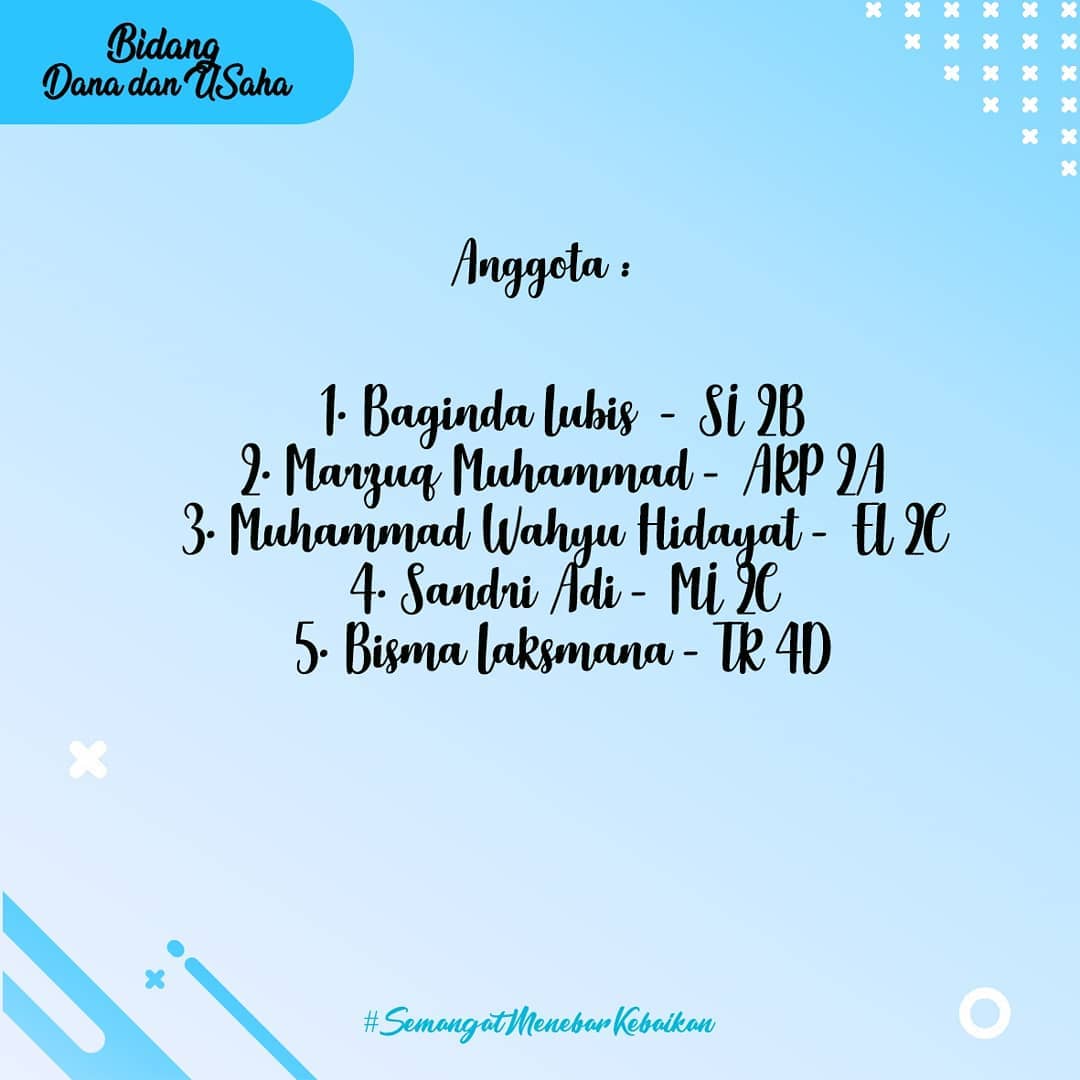 Bidang
Dana dan USaha
Anggota :
1. Baginda Lubis - Si 2B
2. Marzuq Muhammad - ARP 2A
3. Muhammad Wahyu Hidayat - EL 2C
4. Sandri Adi - Mi 2C
5. Bisma Laksmana - TR 4D
#SemangatMenebarKebaikan